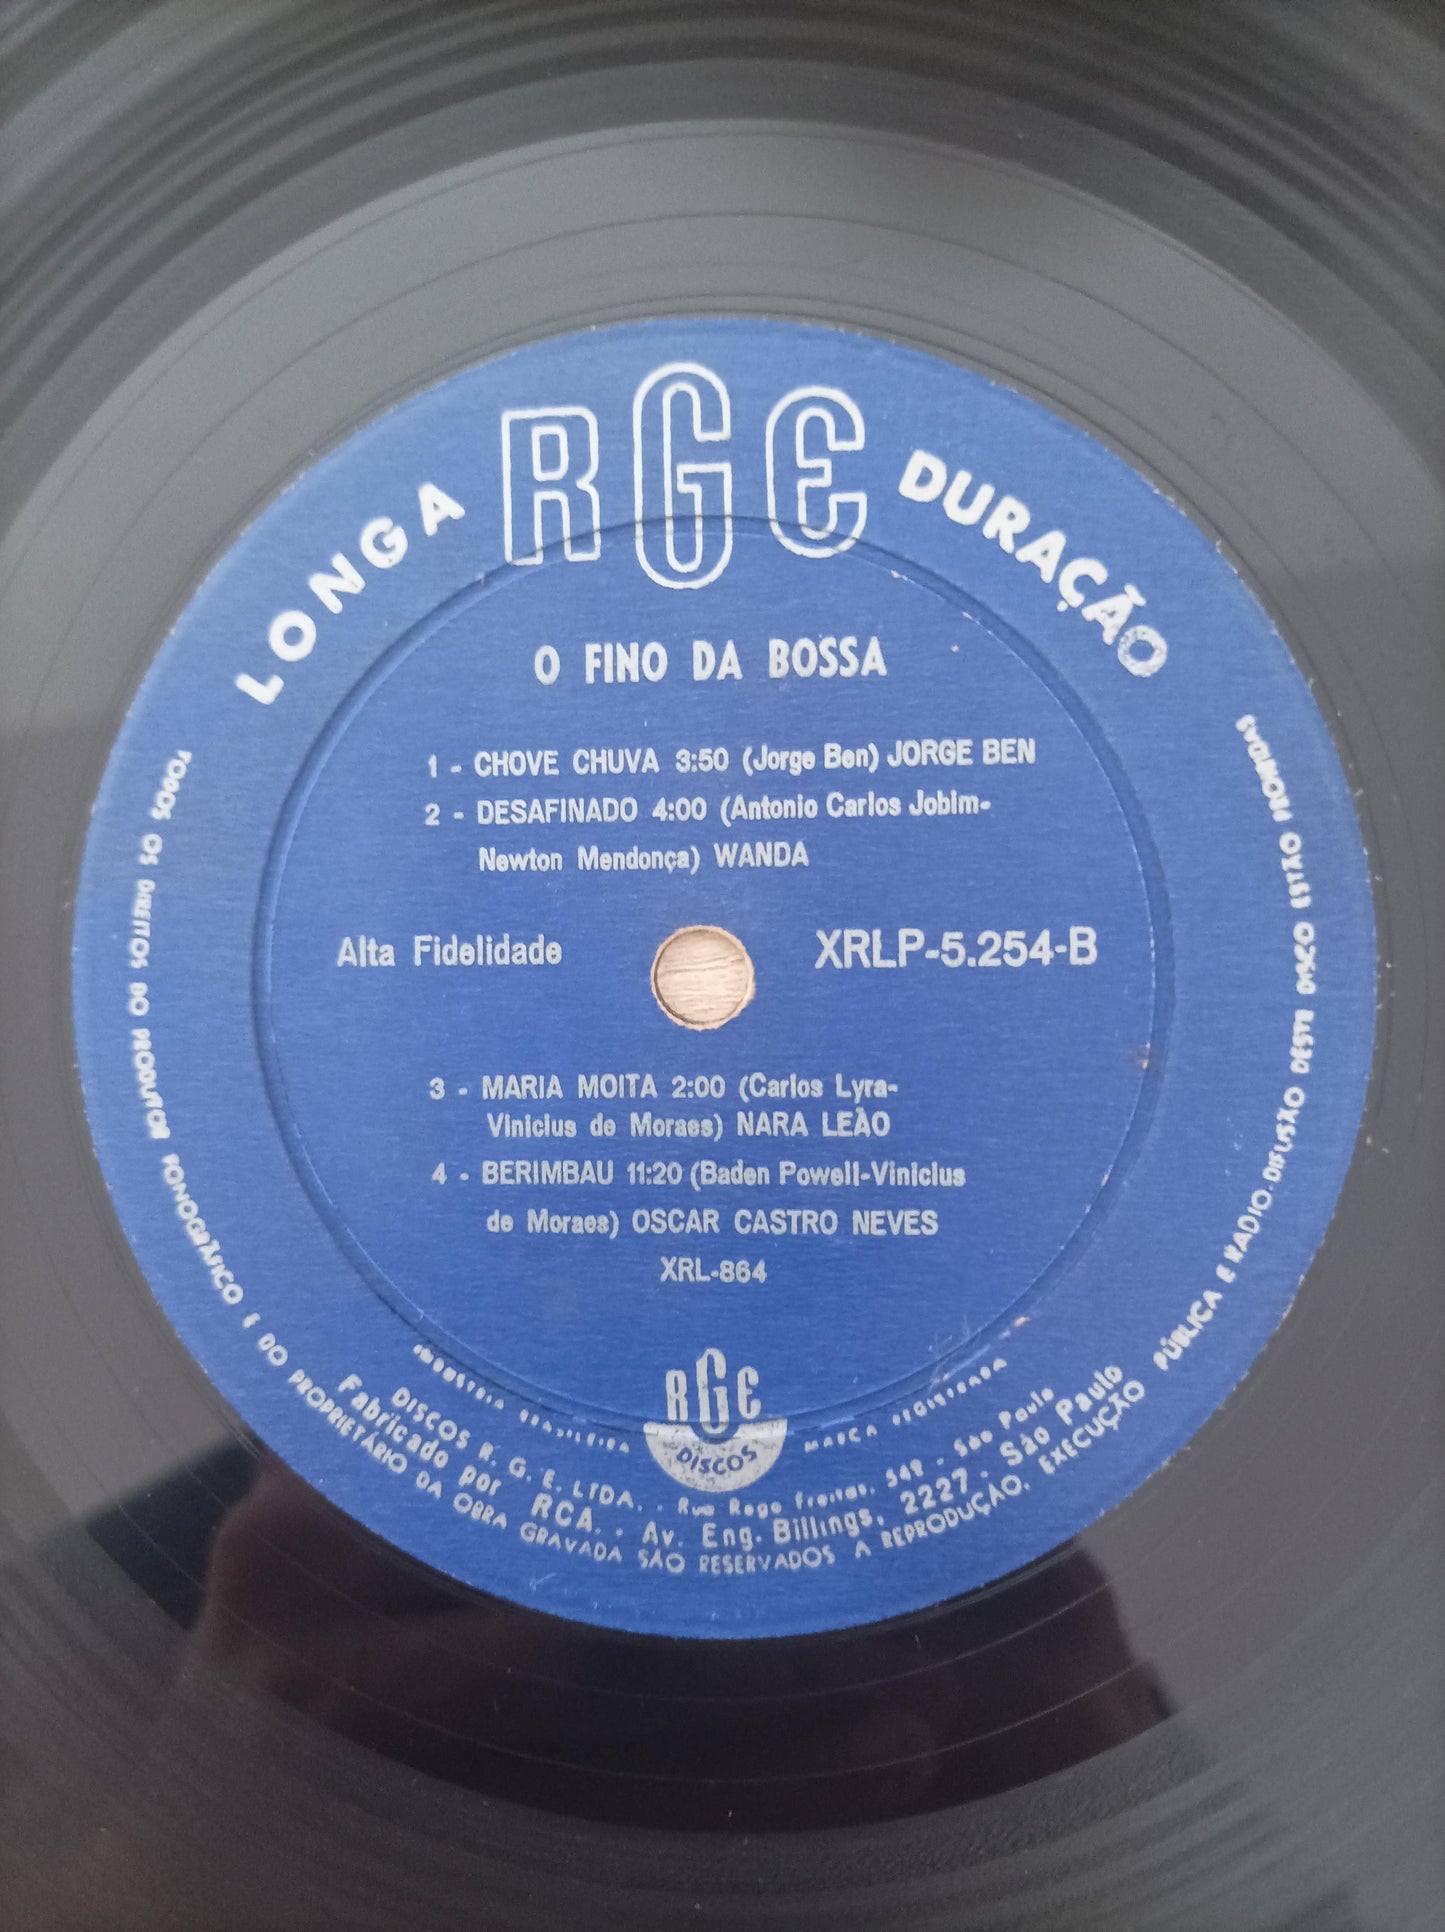 LONGA RGE DURAÇÃO
O FINO DA BOSSA
1 - CHOVE CHUVA 3:50 (Jorge Ben) JORGE BEN
2 - DESAFINADO 4:00 (Antonio Carlos Jobim-
Newton Mendonça) WANDA
Alta Fidelidade
XRLP-5.254-B
3 - MARIA MOITA 2:00 (Carlos Lyra-
Vinicius de Moraes) NARA LEÃO
4 - BERIMBAU 11:20 (Baden Powell-Vinicius
de Moraes) OSCAR CASTRO NEVES
XRL-864
RGE
DISCOS
INDÚSTRIA BRASILEIRA
MARCA REGISTRADA
DISCOS R. G. E. LTDA. - Rua Rego Freitas, 542 - São Paulo
Fabricado por RCA. - Av. Eng. Billings, 2227 - São Paulo
TODOS OS DIREITOS DO PRODUTOR FONOGRÁFICO E DO PROPRIETÁRIO DA OBRA GRAVADA SÃO RESERVADOS A REPRODUÇÃO, EXECUÇÃO PÚBLICA E RADIO-DIFUSÃO DESTE DISCO ESTÃO PROIBIDAS